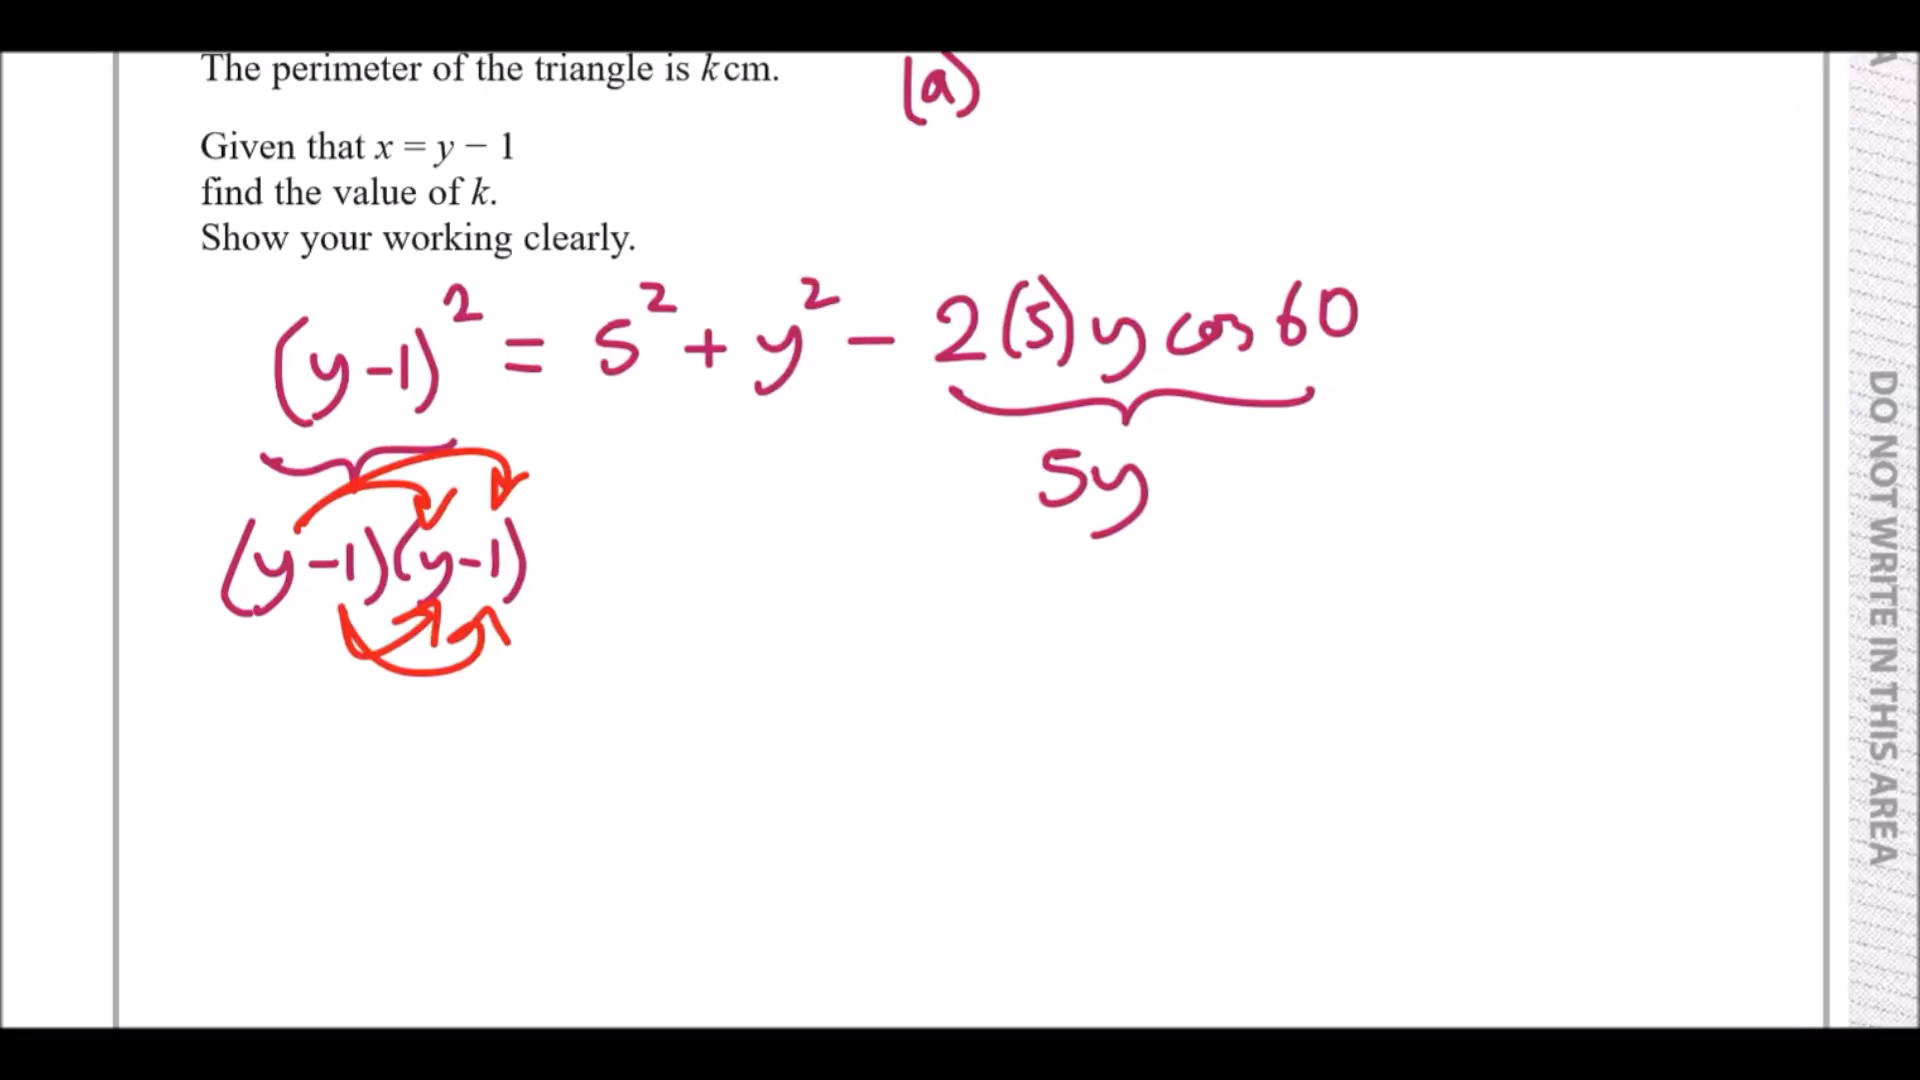 The perimeter of the triangle is k cm.
(a)
Given that x = y − 1
find the value of k.
Show your working clearly.
(y-1)² = 5² + y² - 2(5)y cos 60
5y
(y-1)(y-1)
DO NOT WRITE IN THIS AREA
A